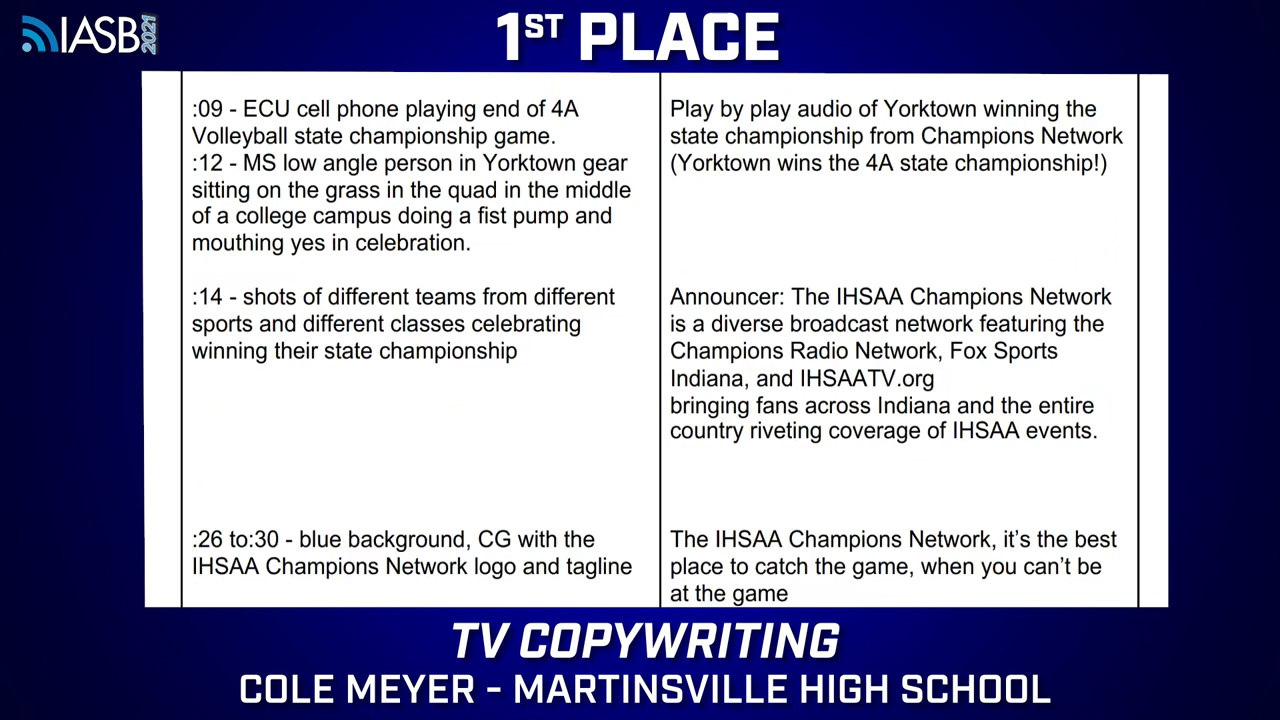 IASB 2021
1ST PLACE
:09 - ECU cell phone playing end of 4A
Volleyball state championship game.
:12 - MS low angle person in Yorktown gear
sitting on the grass in the quad in the middle
of a college campus doing a fist pump and
mouthing yes in celebration.
:14 - shots of different teams from different
sports and different classes celebrating
winning their state championship
:26 to:30 - blue background, CG with the
IHSAA Champions Network logo and tagline
Play by play audio of Yorktown winning the
state championship from Champions Network
(Yorktown wins the 4A state championship!)
Announcer: The IHSAA Champions Network
is a diverse broadcast network featuring the
Champions Radio Network, Fox Sports
Indiana, and IHSAATV.org
bringing fans across Indiana and the entire
country riveting coverage of IHSAA events.
The IHSAA Champions Network, it’s the best
place to catch the game, when you can’t be
at the game
TV COPYWRITING
COLE MEYER - MARTINSVILLE HIGH SCHOOL